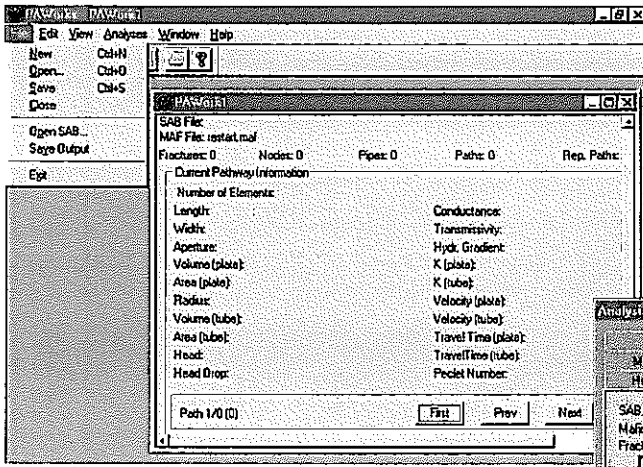 PAWorks - [PAWork1]
Edit View Analyses Window Help
New Ctrl+N
Open... Ctrl+O
Save Ctrl+S
Close
Open SAB...
Save Output
Exit
PAWork1
SAB File:
MAF File: restart.maf
Fractures: 0 Nodes: 0 Pipes: 0 Paths: 0 Rep. Paths:
Current Pathway Information
Number of Elements:
Length: Conductance:
Width: Transmissivity:
Aperture: Hydr. Gradient:
Volume (plate): K (plate):
Area (plate): K (tube):
Radius: Velocity (plate):
Volume (tube): Velocity (tube):
Area (tube): Travel Time (plate):
Head: TravelTime (tube):
Head Drop: Peclet Number:
Path 1/0 (0) First Prev Next
SAB
Fract